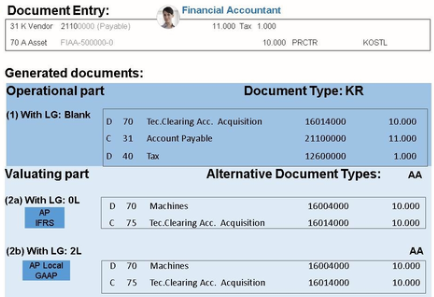 Document Entry:
Financial Accountant
31 K Vendor 21100000 (Payable) 11.000 Tax 1.000
70 A Asset FIAA-500000-0 10.000 PRCTR KOSTL
Generated documents:
Operational part Document Type: KR
(1) With LG: Blank
D 70 Tec.Clearing Acc. Acquisition 16014000 10.000
C 31 Account Payable 21100000 11.000
D 40 Tax 12600000 1.000
Valuating part Alternative Document Types: AA
(2a) With LG: 0L
AP
IFRS
D 70 Machines 16004000 10.000
C 75 Tec.Clearing Acc. Acquisition 16014000 10.000
(2b) With LG: 2L AA
AP Local
GAAP
D 70 Machines 16004000 10.000
C 75 Tec.Clearing Acc. Acquisition 16014000 10.000